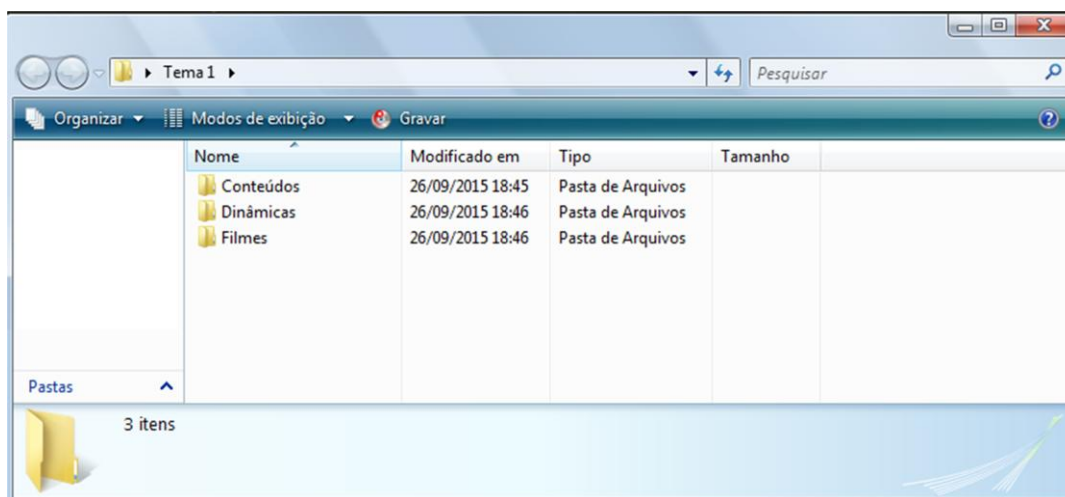 Tema 1
Pesquisar
Organizar Modos de exibição Gravar
Nome Modificado em Tipo Tamanho
Conteúdos 26/09/2015 18:45 Pasta de Arquivos
Dinâmicas 26/09/2015 18:46 Pasta de Arquivos
Filmes 26/09/2015 18:46 Pasta de Arquivos
Pastas
3 itens